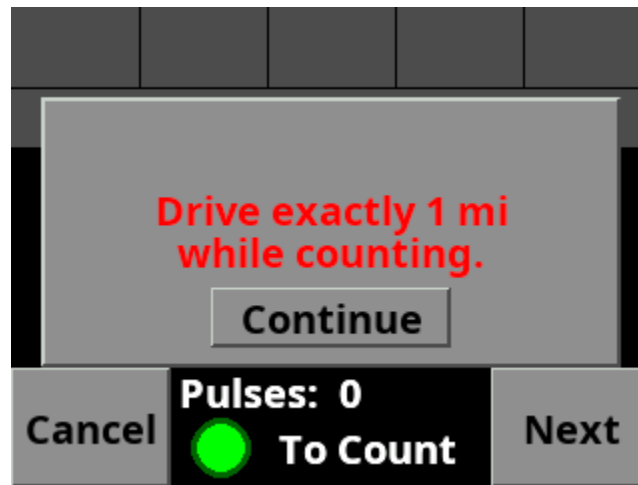 Drive exactly 1 mi
while counting.
Continue
Pulses: 0
Cancel
To Count
Next